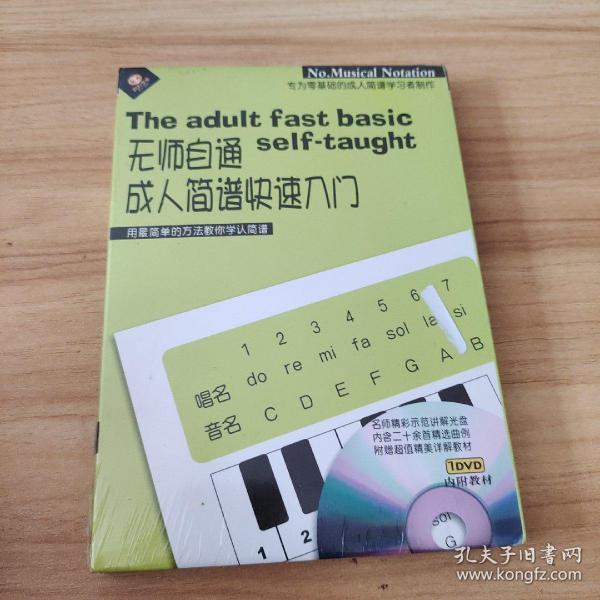 No.Musical Notation
专为零基础的成人简谱学习者制作
The adult fast basic
self-taught
无师自通
成人简谱快速入门
用最简单的方法教你学认简谱
1 2 3 4 5 6 7
唱名 do re mi fa sol la si
音名 C D E F G A B
名师精彩示范讲解光盘
内含二十余首精选曲例
附赠超值精美详解教材
1DVD
内附教材
sol
G
1 2
孔夫子旧书网
www.kongfz.com